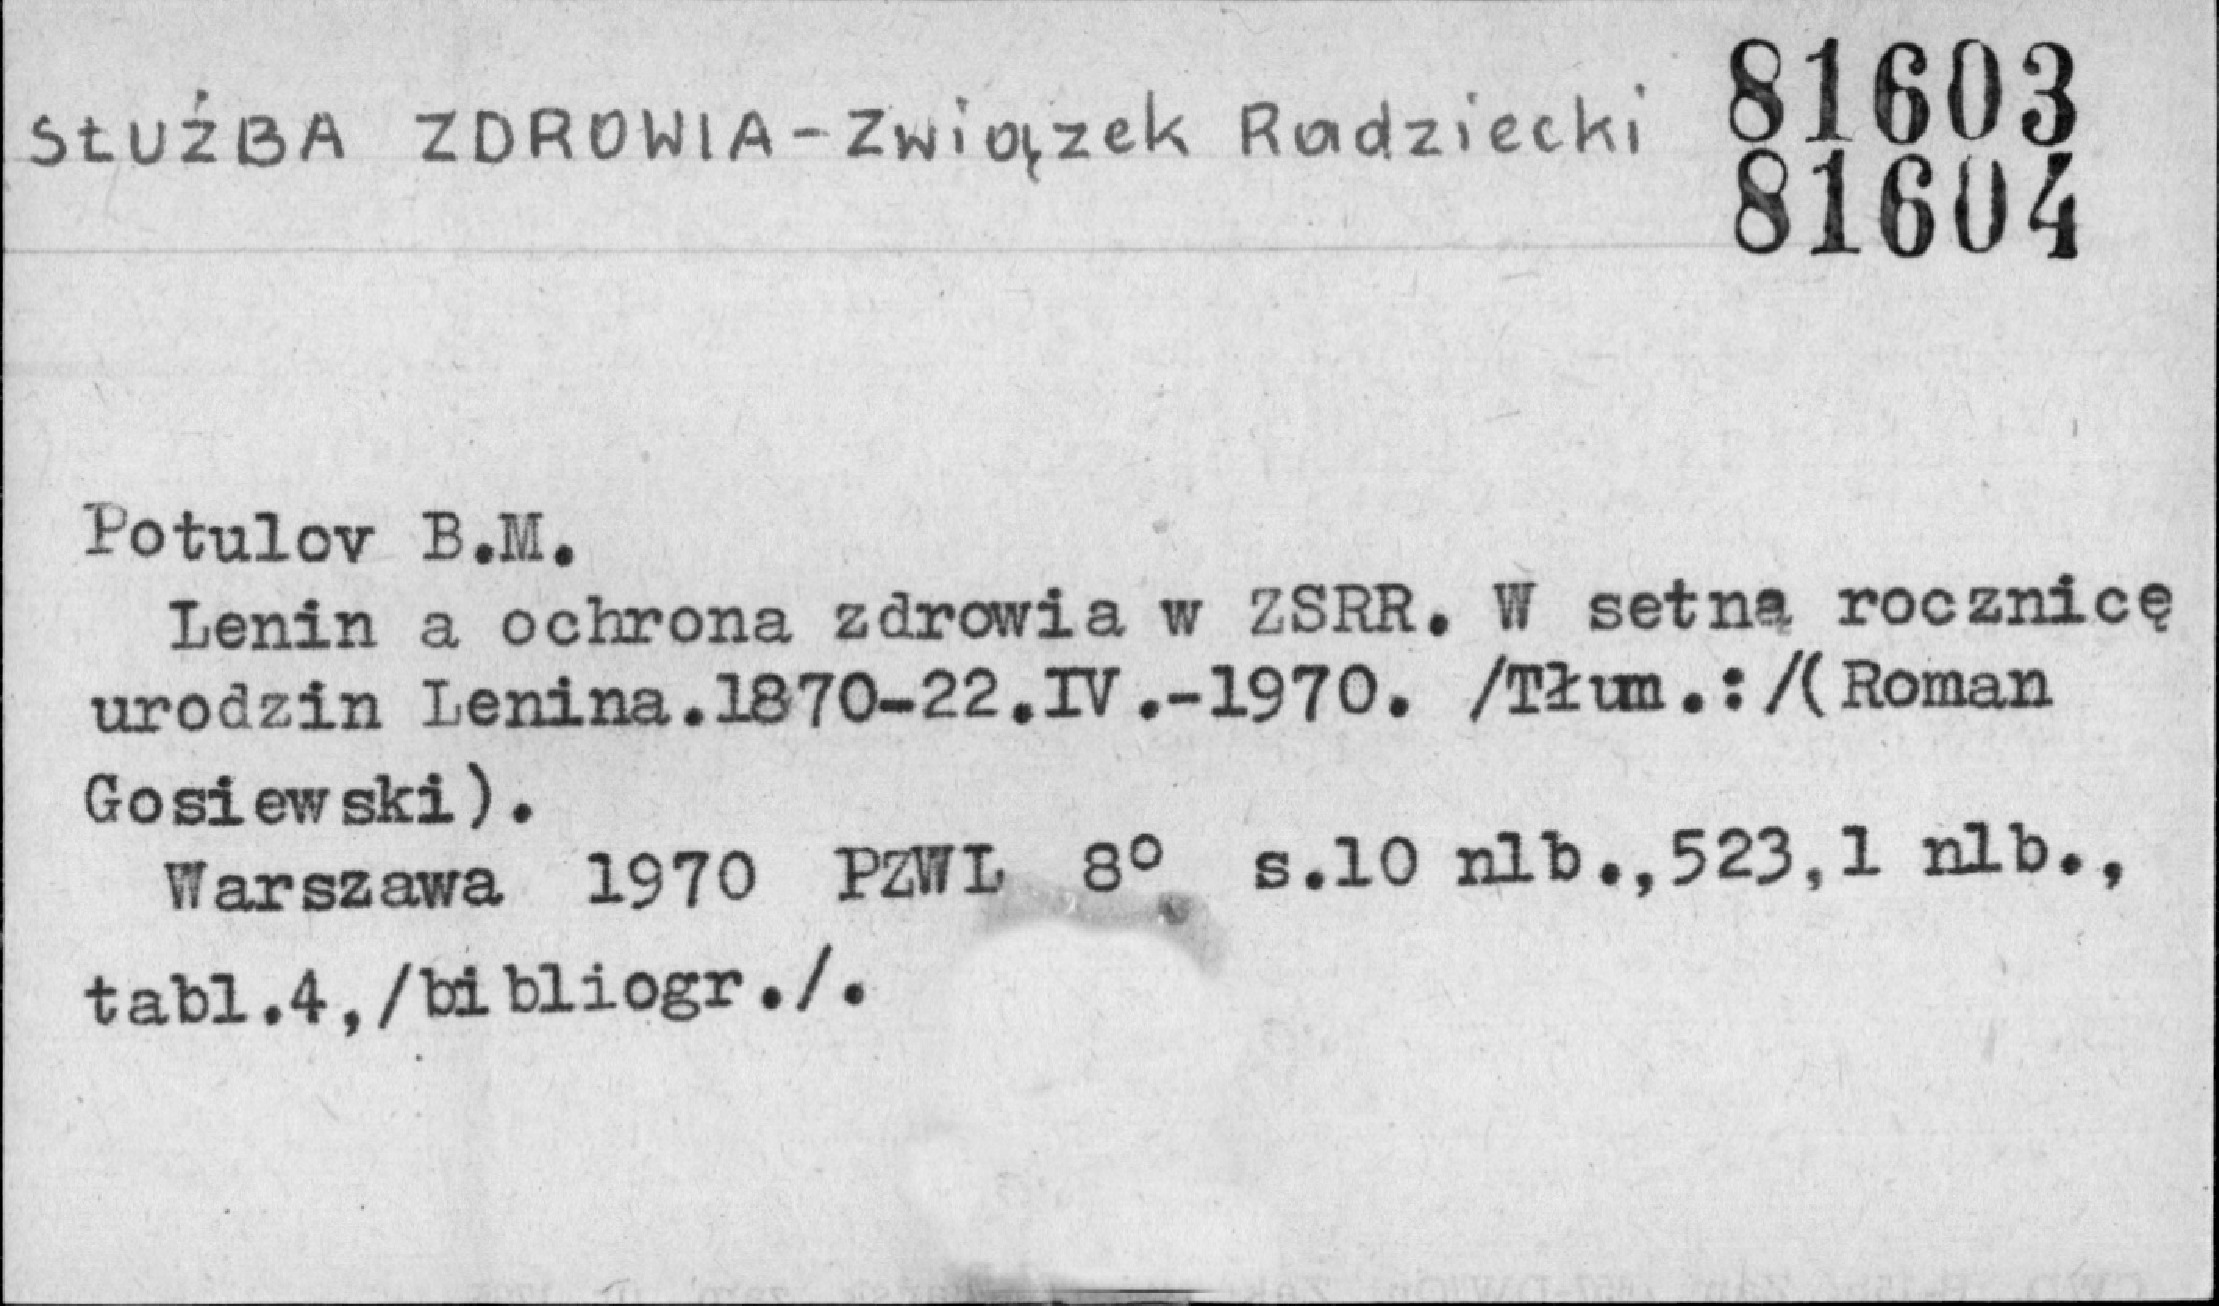 SŁUŻBA ZDROWIA - Związek Radziecki
81603
81604
Potulov B.M.
Lenin a ochrona zdrowia w ZSRR. W setną rocznicę
urodzin Lenina.1870-22.IV.-1970. /Tłum.:/(Roman
Gosiewski).
Warszawa 1970 PZWL 8° s.10 nlb.,523,1 nlb.,
tabl.4,/bibliogr./.